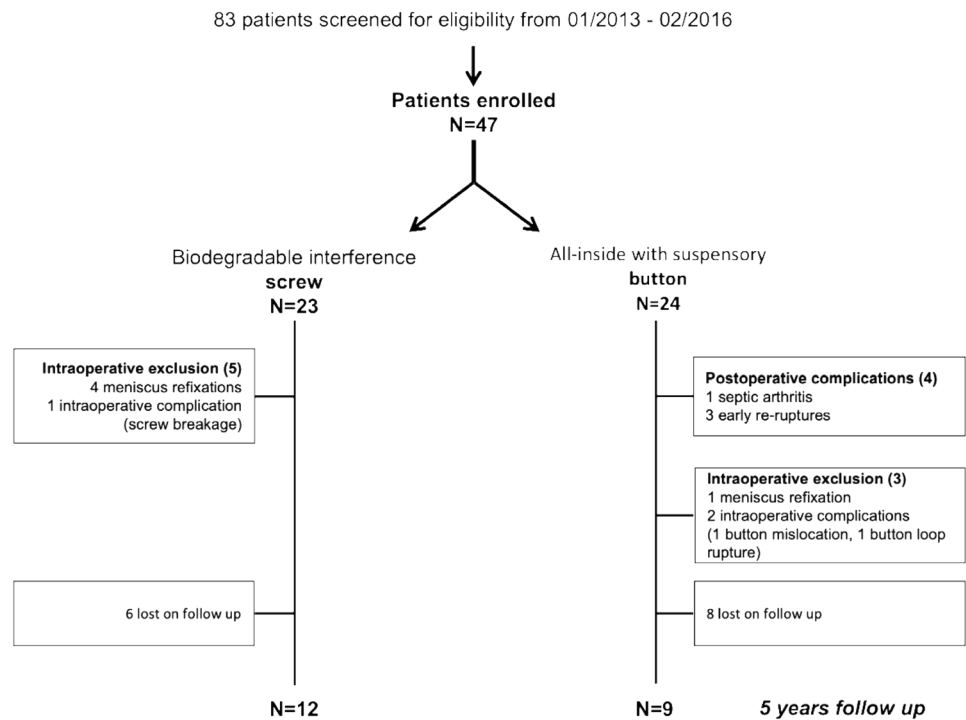 83 patients screened for eligibility from 01/2013 - 02/2016
Patients enrolled
N=47
Biodegradable interference
screw
N=23
All-inside with suspensory
button
N=24
Intraoperative exclusion (5)
4 meniscus refixations
1 intraoperative complication
(screw breakage)
Postoperative complications (4)
1 septic arthritis
3 early re-ruptures
Intraoperative exclusion (3)
1 meniscus refixation
2 intraoperative complications
(1 button mislocation, 1 button loop
rupture)
6 lost on follow up
8 lost on follow up
N=12
N=9
5 years follow up